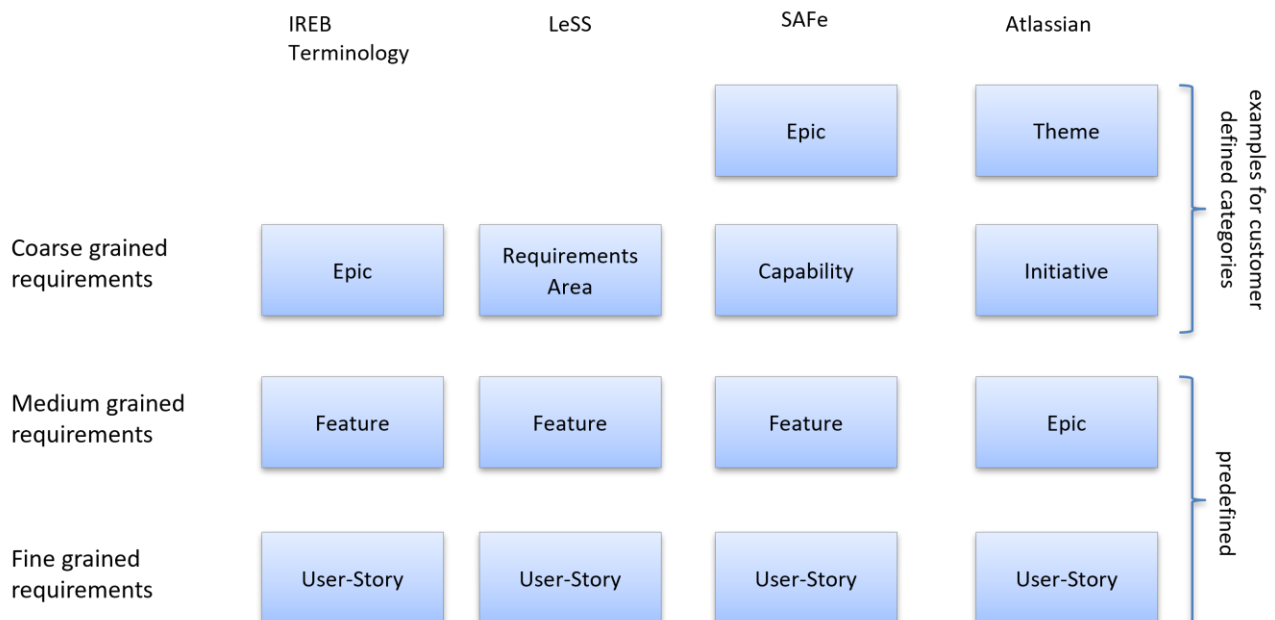 IREB
Terminology
LeSS
SAFe
Atlassian
Epic
Theme
examples for customer
defined categories
Coarse grained
requirements
Epic
Requirements
Area
Capability
Initiative
Medium grained
requirements
Feature
Feature
Feature
Epic
predefined
Fine grained
requirements
User-Story
User-Story
User-Story
User-Story